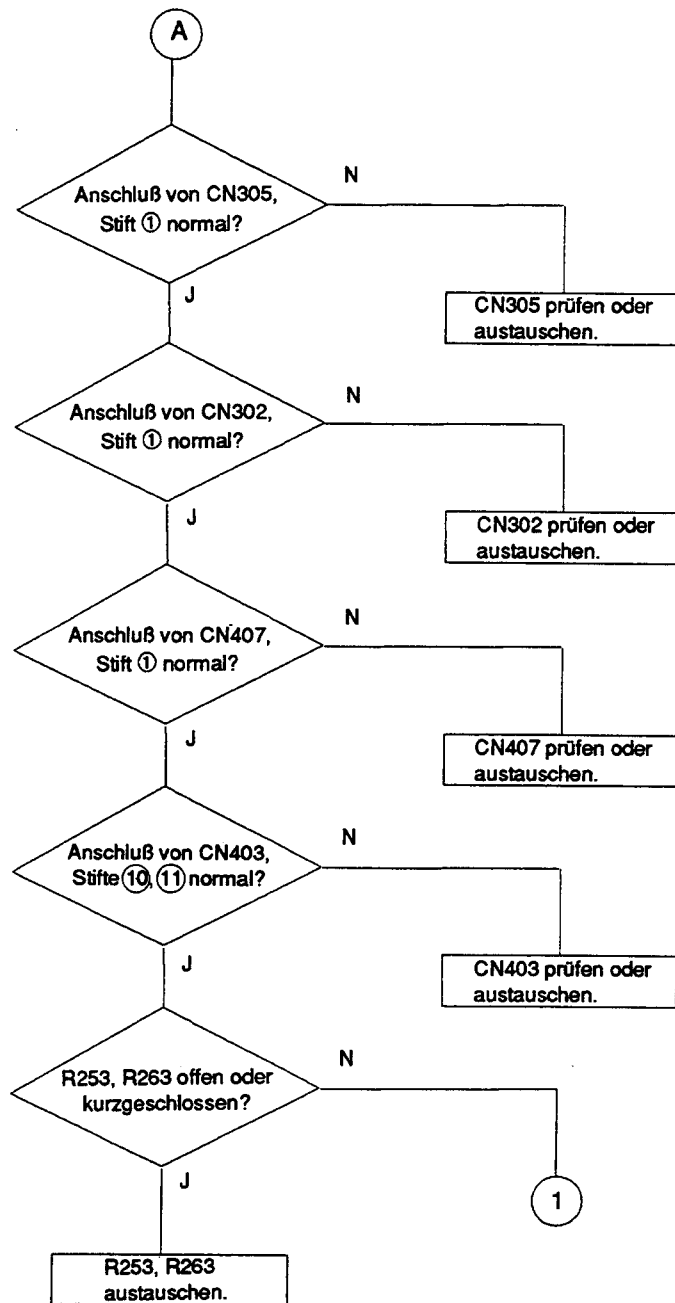 A
Anschluß von CN305,
Stift ① normal?
N
J
CN305 prüfen oder
austauschen.
Anschluß von CN302,
Stift ① normal?
N
J
CN302 prüfen oder
austauschen.
Anschluß von CN407,
Stift ① normal?
N
J
CN407 prüfen oder
austauschen.
Anschluß von CN403,
Stifte ⑩, ⑪ normal?
N
J
CN403 prüfen oder
austauschen.
R253, R263 offen oder
kurzgeschlossen?
N
J
1
R253, R263
austauschen.